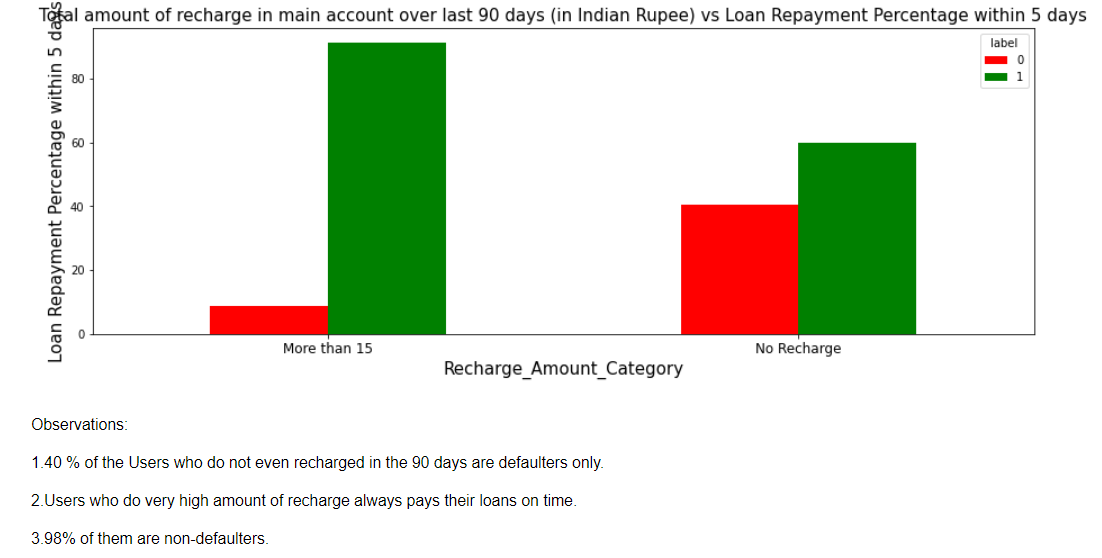 Total amount of recharge in main account over last 90 days (in Indian Rupee) vs Loan Repayment Percentage within 5 days
Loan Repayment Percentage within 5 days
label
0
1
80
60
40
20
0
More than 15
No Recharge
Recharge_Amount_Category
Observations:
1.40 % of the Users who do not even recharged in the 90 days are defaulters only.
2.Users who do very high amount of recharge always pays their loans on time.
3.98% of them are non-defaulters.